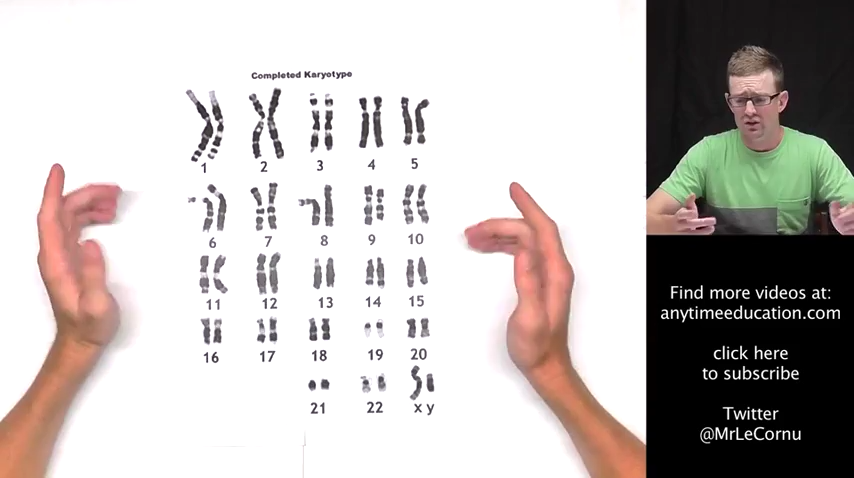 Completed Karyotype
1 2 3 4 5
6 7 8 9 10
11 12 13 14 15
16 17 18 19 20
21 22 x y
Find more videos at:
anytimeeducation.com
click here
to subscribe
Twitter
@MrLeCornu